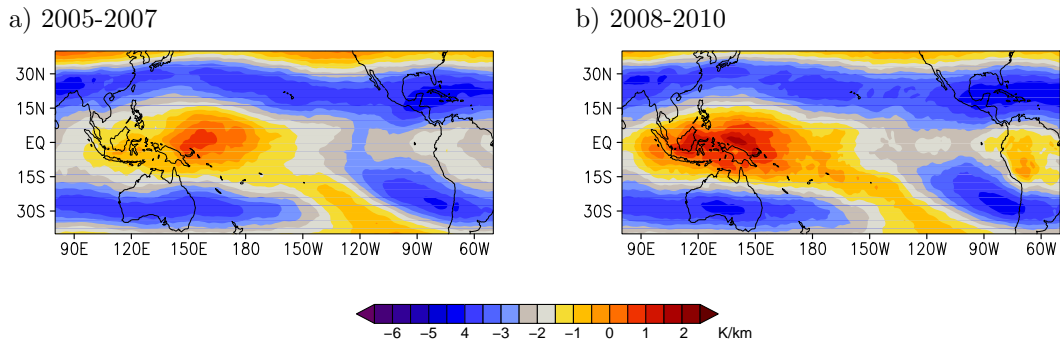 a) 2005-2007
b) 2008-2010
30N
15N
EQ
15S
30S
90E 120E 150E 180 150W 120W 90W 60W
30N
15N
EQ
15S
30S
90E 120E 150E 180 150W 120W 90W 60W
−6 −5 4 −3 −2 −1 0 1 2 K/km